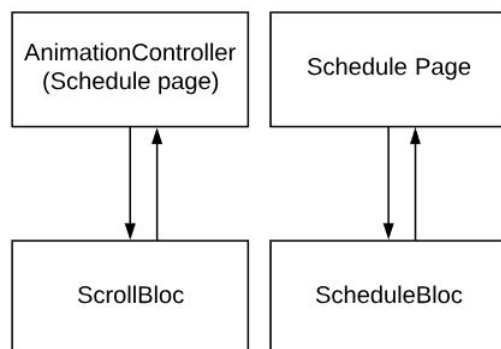 AnimationController
(Schedule page)
Schedule Page
ScrollBloc
ScheduleBloc